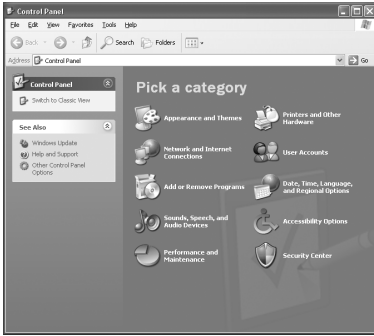 Control Panel
File Edit View Favorites Tools Help
Back Search Folders
Address Control Panel Go
Control Panel
Switch to Classic View
See Also
Windows Update
Help and Support
Other Control Panel
Options
Pick a category
Appearance and Themes
Printers and Other
Hardware
Network and Internet
Connections
User Accounts
Add or Remove Programs
Date, Time, Language,
and Regional Options
Sounds, Speech, and
Audio Devices
Accessibility Options
Performance and
Maintenance
Security Center